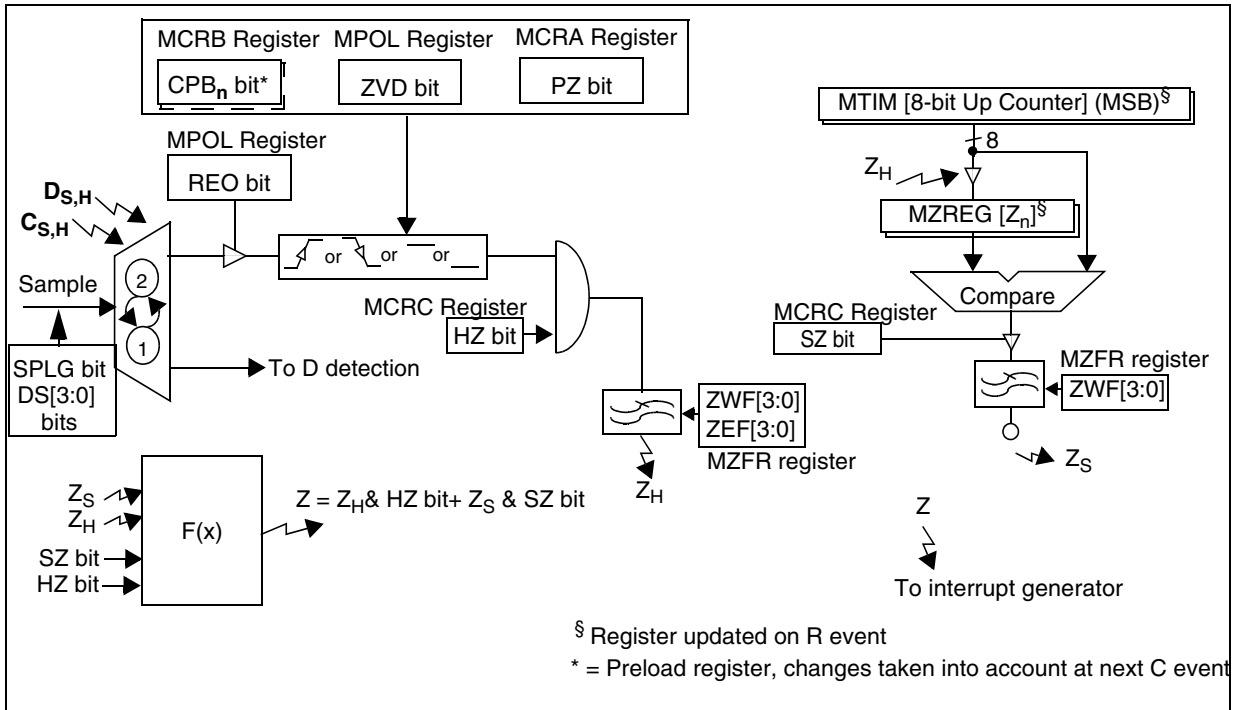 MCRB Register
MPOL Register
MCRA Register
CPBn bit*
ZVD bit
PZ bit
MTIM [8-bit Up Counter] (MSB)§
8
MPOL Register
REO bit
ZH
DS,H
CS,H
MZREG [Zn]§
or
or
or
2
1
Sample
Compare
MCRC Register
HZ bit
MCRC Register
SZ bit
SPLG bit
DS[3:0]
bits
To D detection
MZFR register
ZWF[3:0]
ZWF[3:0]
ZEF[3:0]
MZFR register
ZH
ZS
ZS
ZH
SZ bit
HZ bit
F(x)
Z = ZH& HZ bit+ ZS & SZ bit
Z
To interrupt generator
§ Register updated on R event
* = Preload register, changes taken into account at next C event